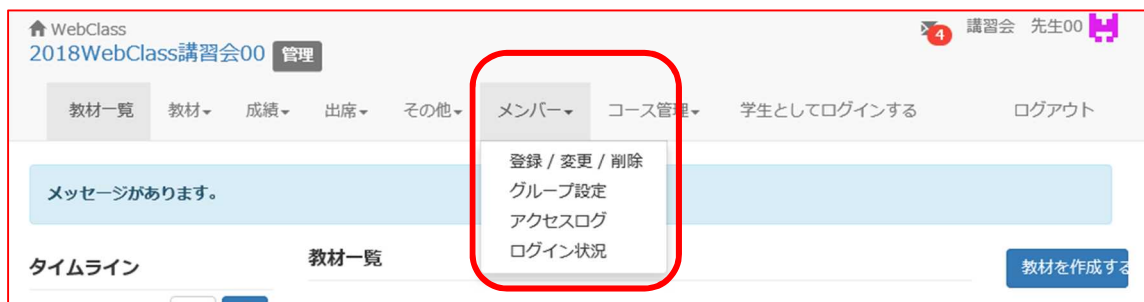 WebClass
4 講習会 先生00
2018WebClass講習会00 管理
教材一覧 教材 成績 出席 その他 メンバー コース管理 学生としてログインする ログアウト
登録 / 変更 / 削除
グループ設定
アクセスログ
ログイン状況
メッセージがあります。
タイムライン
教材一覧
教材を作成する